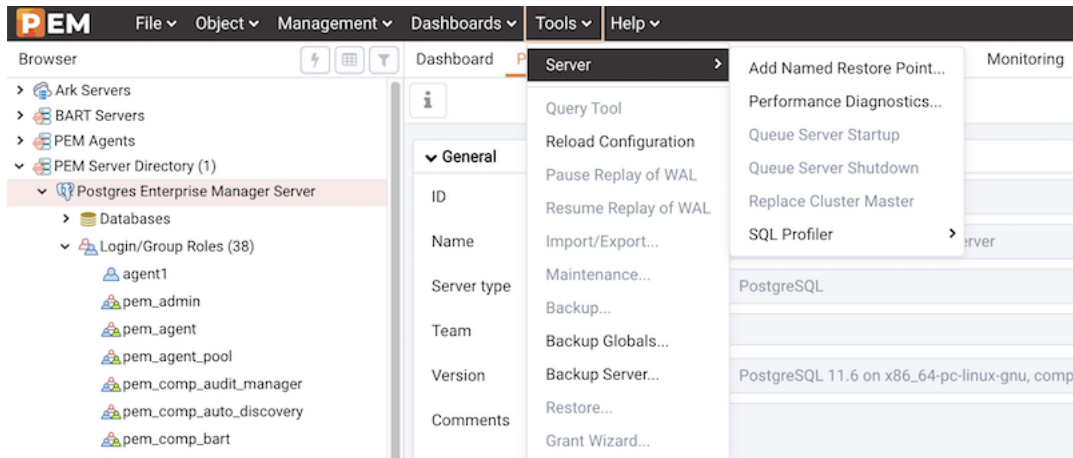 PEM File Object Management Dashboards Tools Help
Browser
Ark Servers
BART Servers
PEM Agents
PEM Server Directory (1)
Postgres Enterprise Manager Server
Databases
Login/Group Roles (38)
agent1
pem_admin
pem_agent
pem_agent_pool
pem_comp_audit_manager
pem_comp_auto_discovery
pem_comp_bart
Dashboard P Monitoring
i
General
ID
Name
Server type PostgreSQL
Team
Version PostgreSQL 11.6 on x86_64-pc-linux-gnu, comp
Comments
Server
Query Tool
Reload Configuration
Pause Replay of WAL
Resume Replay of WAL
Import/Export...
Maintenance...
Backup...
Backup Globals...
Backup Server...
Restore...
Grant Wizard...
Add Named Restore Point...
Performance Diagnostics...
Queue Server Startup
Queue Server Shutdown
Replace Cluster Master
SQL Profiler